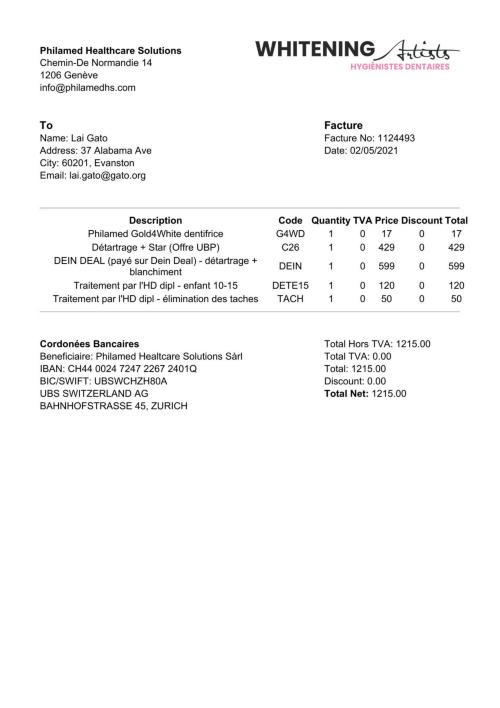 Philamed Healthcare Solutions
Chemin-De Normandie 14
1206 Genève
info@philamedhs.com
WHITENING Artists
HYGIÉNISTES DENTAIRES
To
Name: Lai Gato
Address: 37 Alabama Ave
City: 60201, Evanston
Email: lai.gato@gato.org
Facture
Facture No: 1124493
Date: 02/05/2021
Description Code Quantity TVA Price Discount Total
Philamed Gold4White dentifrice G4WD 1 0 17 0 17
Détartrage + Star (Offre UBP) C26 1 0 429 0 429
DEIN DEAL (payé sur Dein Deal) - détartrage +
blanchiment DEIN 1 0 599 0 599
Traitement par l'HD dipl - enfant 10-15 DETE15 1 0 120 0 120
Traitement par l'HD dipl - élimination des taches TACH 1 0 50 0 50
Cordonées Bancaires
Beneficiaire: Philamed Healtcare Solutions Sàrl
IBAN: CH44 0024 7247 2267 2401Q
BIC/SWIFT: UBSWCHZH80A
UBS SWITZERLAND AG
BAHNHOFSTRASSE 45, ZURICH
Total Hors TVA: 1215.00
Total TVA: 0.00
Total: 1215.00
Discount: 0.00
Total Net: 1215.00